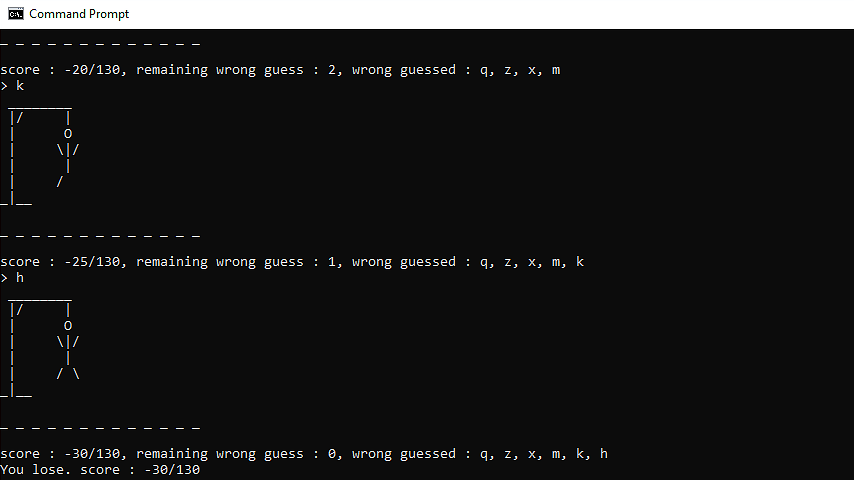 Command Prompt
_ _ _ _ _ _ _ _ _ _ _ _ _
score : -20/130, remaining wrong guess : 2, wrong guessed : q, z, x, m
> k
 ________
 |/     |
 |      O
 |     \|/
 |      |
 |     /
_|__
_ _ _ _ _ _ _ _ _ _ _ _ _
score : -25/130, remaining wrong guess : 1, wrong guessed : q, z, x, m, k
> h
 ________
 |/     |
 |      O
 |     \|/
 |      |
 |     / \
_|__
_ _ _ _ _ _ _ _ _ _ _ _ _
score : -30/130, remaining wrong guess : 0, wrong guessed : q, z, x, m, k, h
You lose. score : -30/130